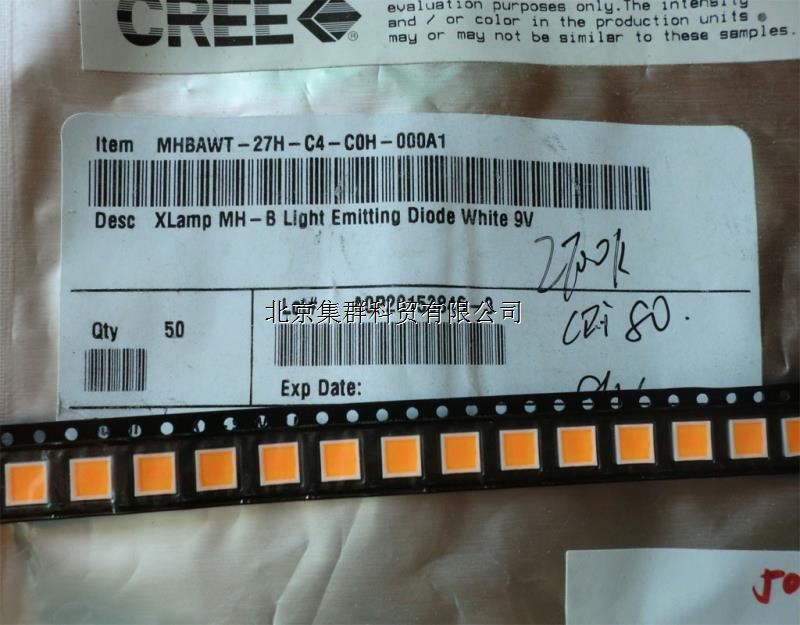 CREE ®
evaluation purposes only. The intensity
and / or color in the production units
may or may not be similar to these samples.
Item MHBAWT-27H-C4-C0H-000A1
Desc XLamp MH-B Light Emitting Diode White 9V
2700k
Lot#
北京集群科贸有限公司
Qty 50
CRi 80.
Exp Date:
50